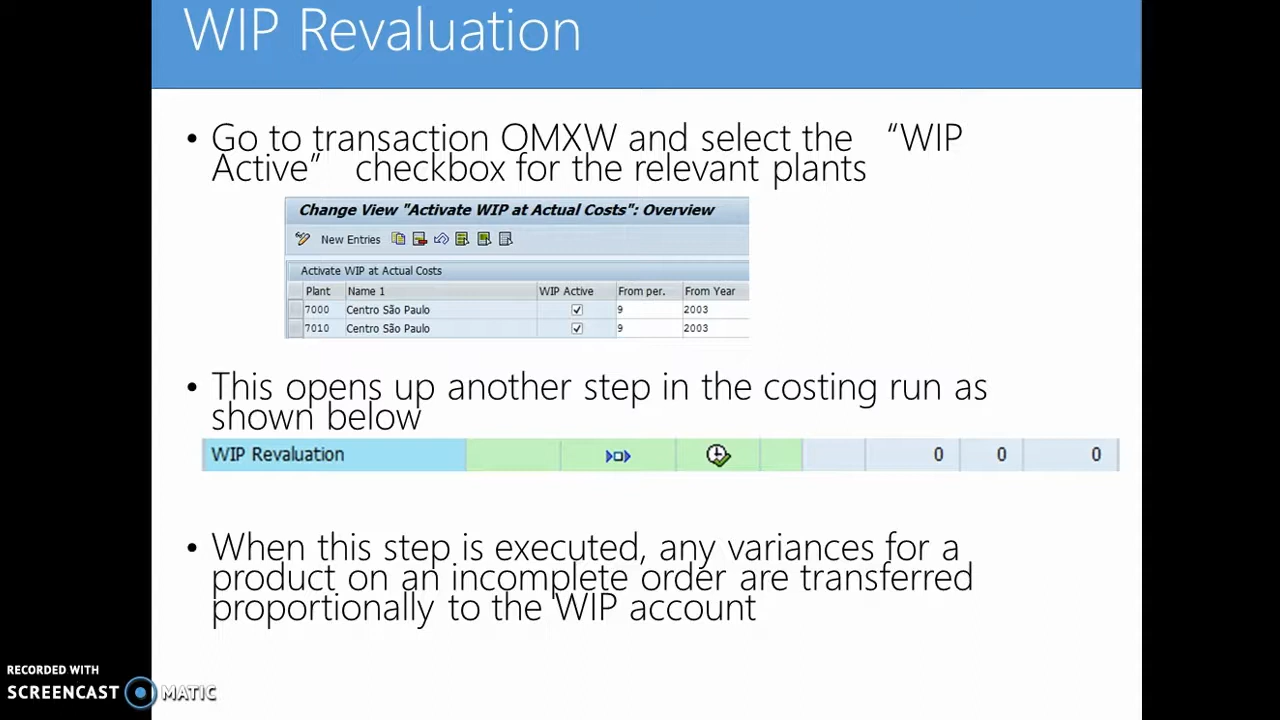 WIP Revaluation
• Go to transaction OMXW and select the “WIP
Active” checkbox for the relevant plants
Change View "Activate WIP at Actual Costs": Overview
New Entries
Activate WIP at Actual Costs
Plant Name 1 WIP Active From per. From Year
7000 Centro São Paulo 9 2003
7010 Centro São Paulo 9 2003
• This opens up another step in the costing run as
shown below
WIP Revaluation 0 0 0
• When this step is executed, any variances for a
product on an incomplete order are transferred
proportionally to the WIP account
RECORDED WITH
SCREENCAST MATIC